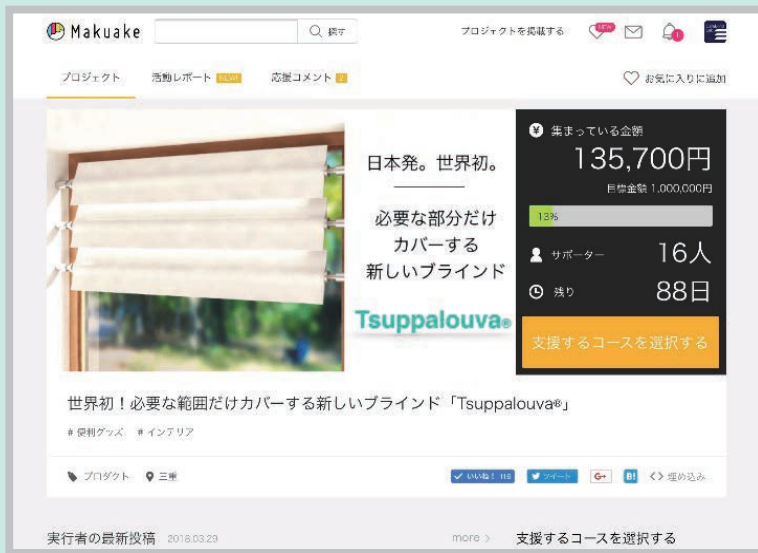 Makuake
探す
プロジェクトを掲載する
NEW
1
プロジェクト
活動レポート NEW!
応援コメント 2
お気に入りに追加
日本発。世界初。
必要な部分だけ
カバーする
新しいブラインド
Tsuppalouva®
¥ 集まっている金額
135,700円
目標金額 1,000,000円
13%
サポーター 16人
残り 88日
支援するコースを選択する
世界初！必要な範囲だけカバーする新しいブラインド「Tsuppalouva®」
# 便利グッズ # インテリア
プロダクト 三重
いいね！ 118
ツイート
G+
B!
<> 埋め込み
実行者の最新投稿 2018.03.29
more >
支援するコースを選択する